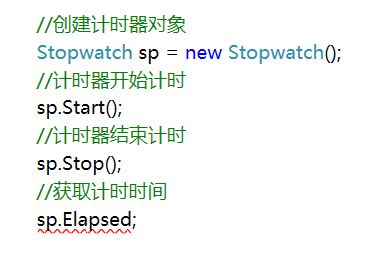 //创建计时器对象
Stopwatch sp = new Stopwatch();
//计时器开始计时
sp.Start();
//计时器结束计时
sp.Stop();
//获取计时时间
sp.Elapsed;